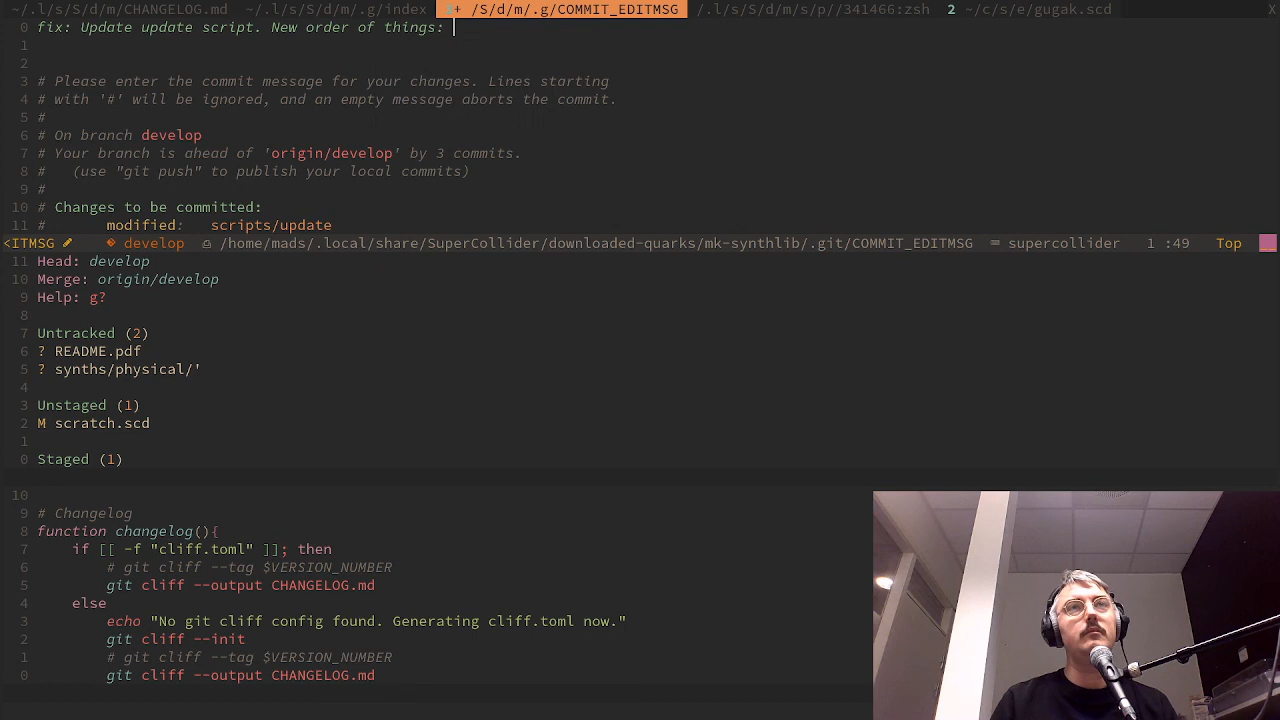 ~/.l/s/S/d/m/CHANGELOG.md ~/.l/s/S/d/m/.g/index + /S/d/m/.g/COMMIT_EDITMSG /.l/s/S/d/m/s/p//341466:zsh 2 ~/c/s/e/gugak.scd X
0 fix: Update update script. New order of things:
1
2
3 # Please enter the commit message for your changes. Lines starting
4 # with '#' will be ignored, and an empty message aborts the commit.
5 #
6 # On branch develop
7 # Your branch is ahead of 'origin/develop' by 3 commits.
8 #   (use "git push" to publish your local commits)
9 #
10 # Changes to be committed:
11 #       modified:   scripts/update
<ITMSG develop /home/mads/.local/share/SuperCollider/downloaded-quarks/mk-synthlib/.git/COMMIT_EDITMSG supercollider 1 :49 Top
11 Head: develop
10 Merge: origin/develop
9 Help: g?
8
7 Untracked (2)
6 ? README.pdf
5 ? synths/physical/'
4
3 Unstaged (1)
2 M scratch.scd
1
0 Staged (1)
10
9 # Changelog
8 function changelog(){
7     if [[ -f "cliff.toml" ]]; then
6         # git cliff --tag $VERSION_NUMBER
5         git cliff --output CHANGELOG.md
4     else
3         echo "No git cliff config found. Generating cliff.toml now."
2         git cliff --init
1         # git cliff --tag $VERSION_NUMBER
0         git cliff --output CHANGELOG.md